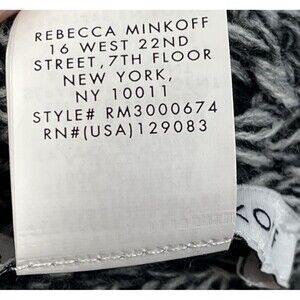 REBECCA MINKOFF
16 WEST 22ND
STREET,7TH FLOOR
NEW YORK,
NY 10011
STYLE# RM3000674
RN#(USA)129083